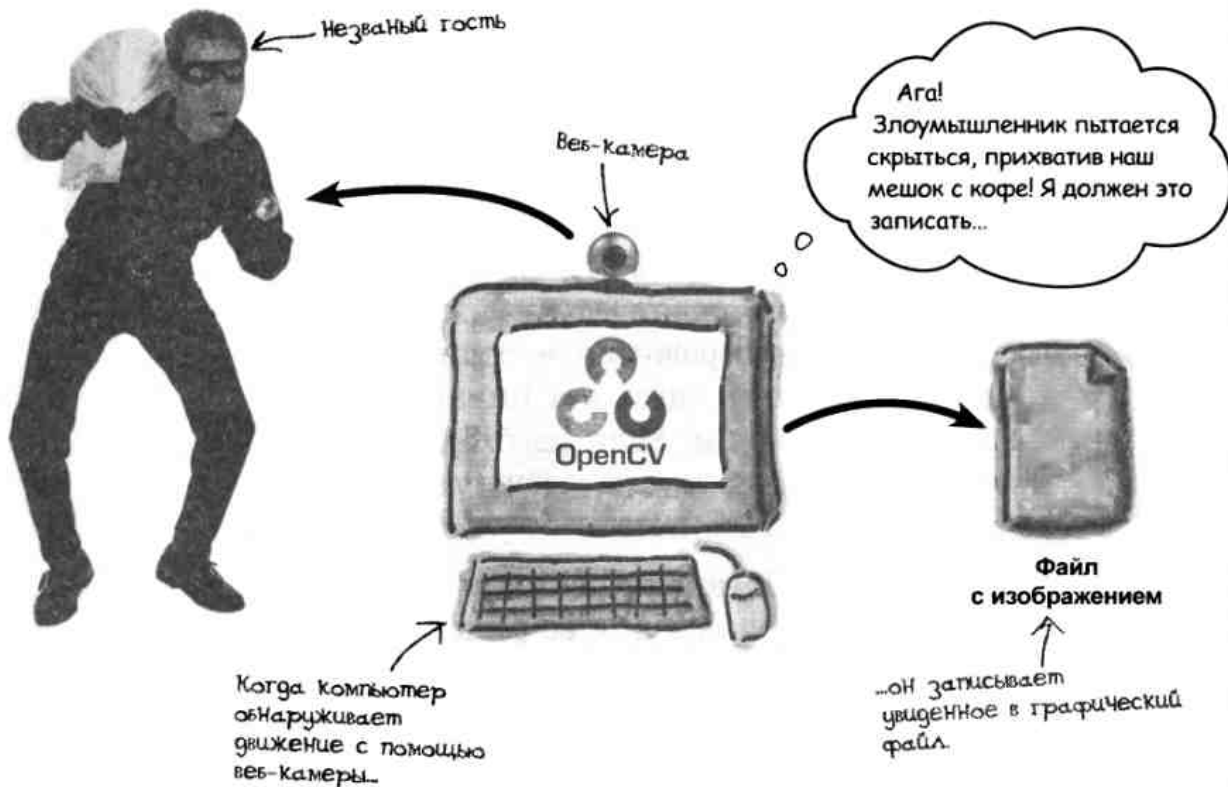 Незваный гость
Ага!
Злоумышленник пытается
скрыться, прихватив наш
мешок с кофе! Я должен это
записать...
Веб-камера
OpenCV
Файл
с изображением
Когда компьютер
обнаруживает
движение с помощью
веб-камеры...
...он записывает
увиденное в графический
файл.